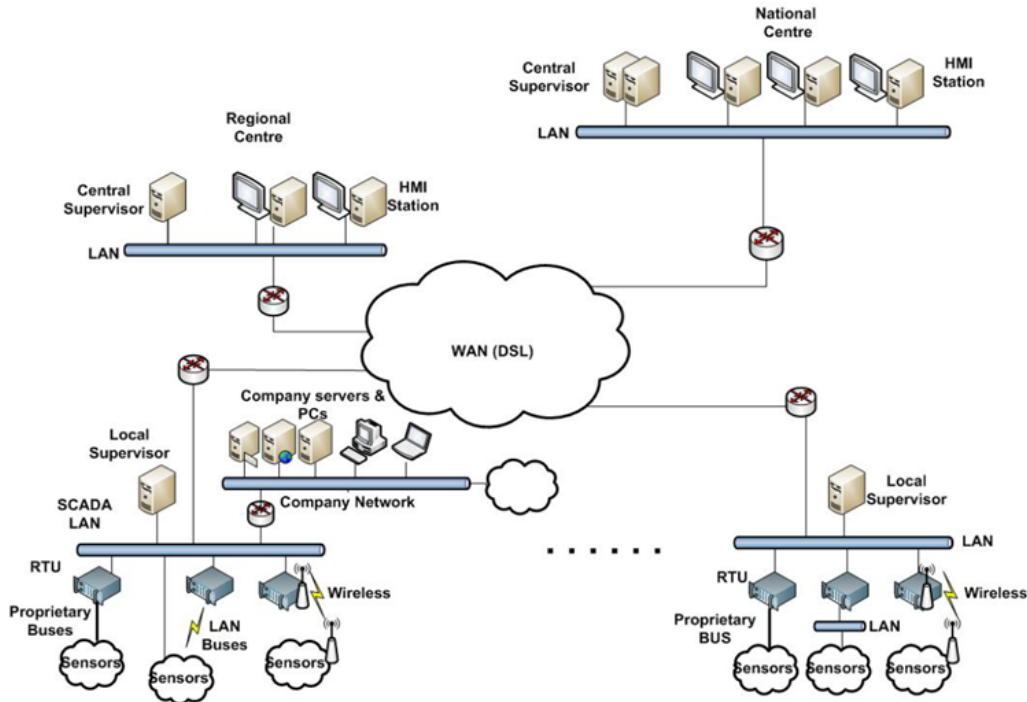 National
Centre
Central
Supervisor
HMI
Station
LAN
Regional
Centre
Central
Supervisor
HMI
Station
LAN
WAN (DSL)
Company servers &
PCs
Local
Supervisor
Company Network
SCADA
LAN
RTU
Wireless
Proprietary
Buses
LAN
Buses
Sensors
Sensors
Sensors
Local
Supervisor
LAN
RTU
Wireless
Proprietary
BUS
LAN
Sensors
Sensors
Sensors